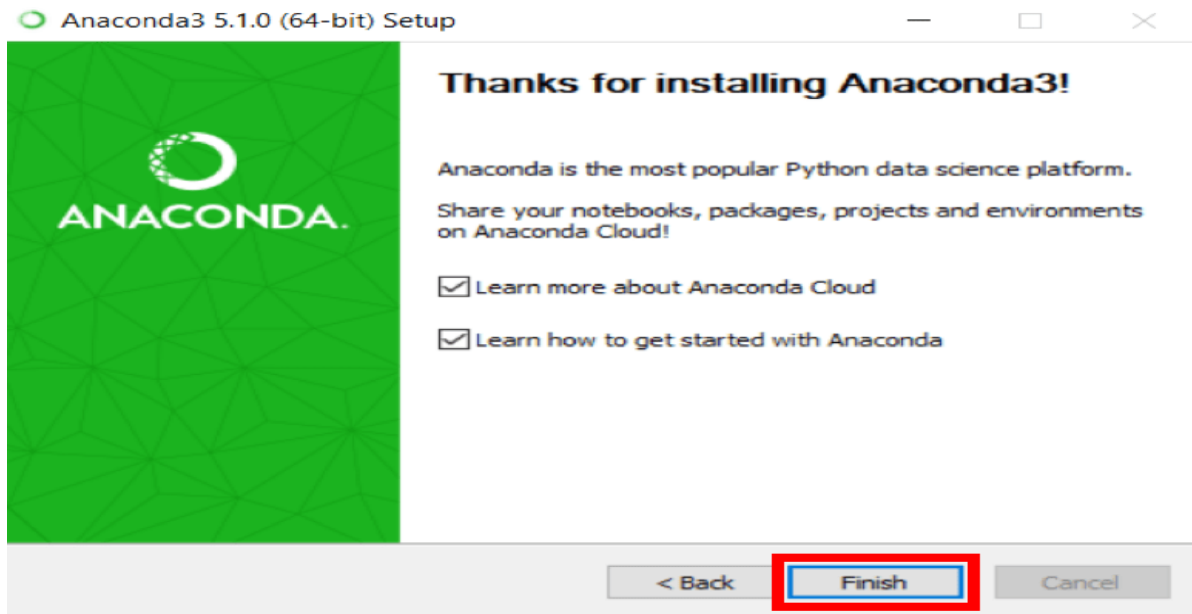 Anaconda3 5.1.0 (64-bit) Setup
ANACONDA.
Thanks for installing Anaconda3!
Anaconda is the most popular Python data science platform.
Share your notebooks, packages, projects and environments
on Anaconda Cloud!
Learn more about Anaconda Cloud
Learn how to get started with Anaconda
< Back
Finish
Cancel